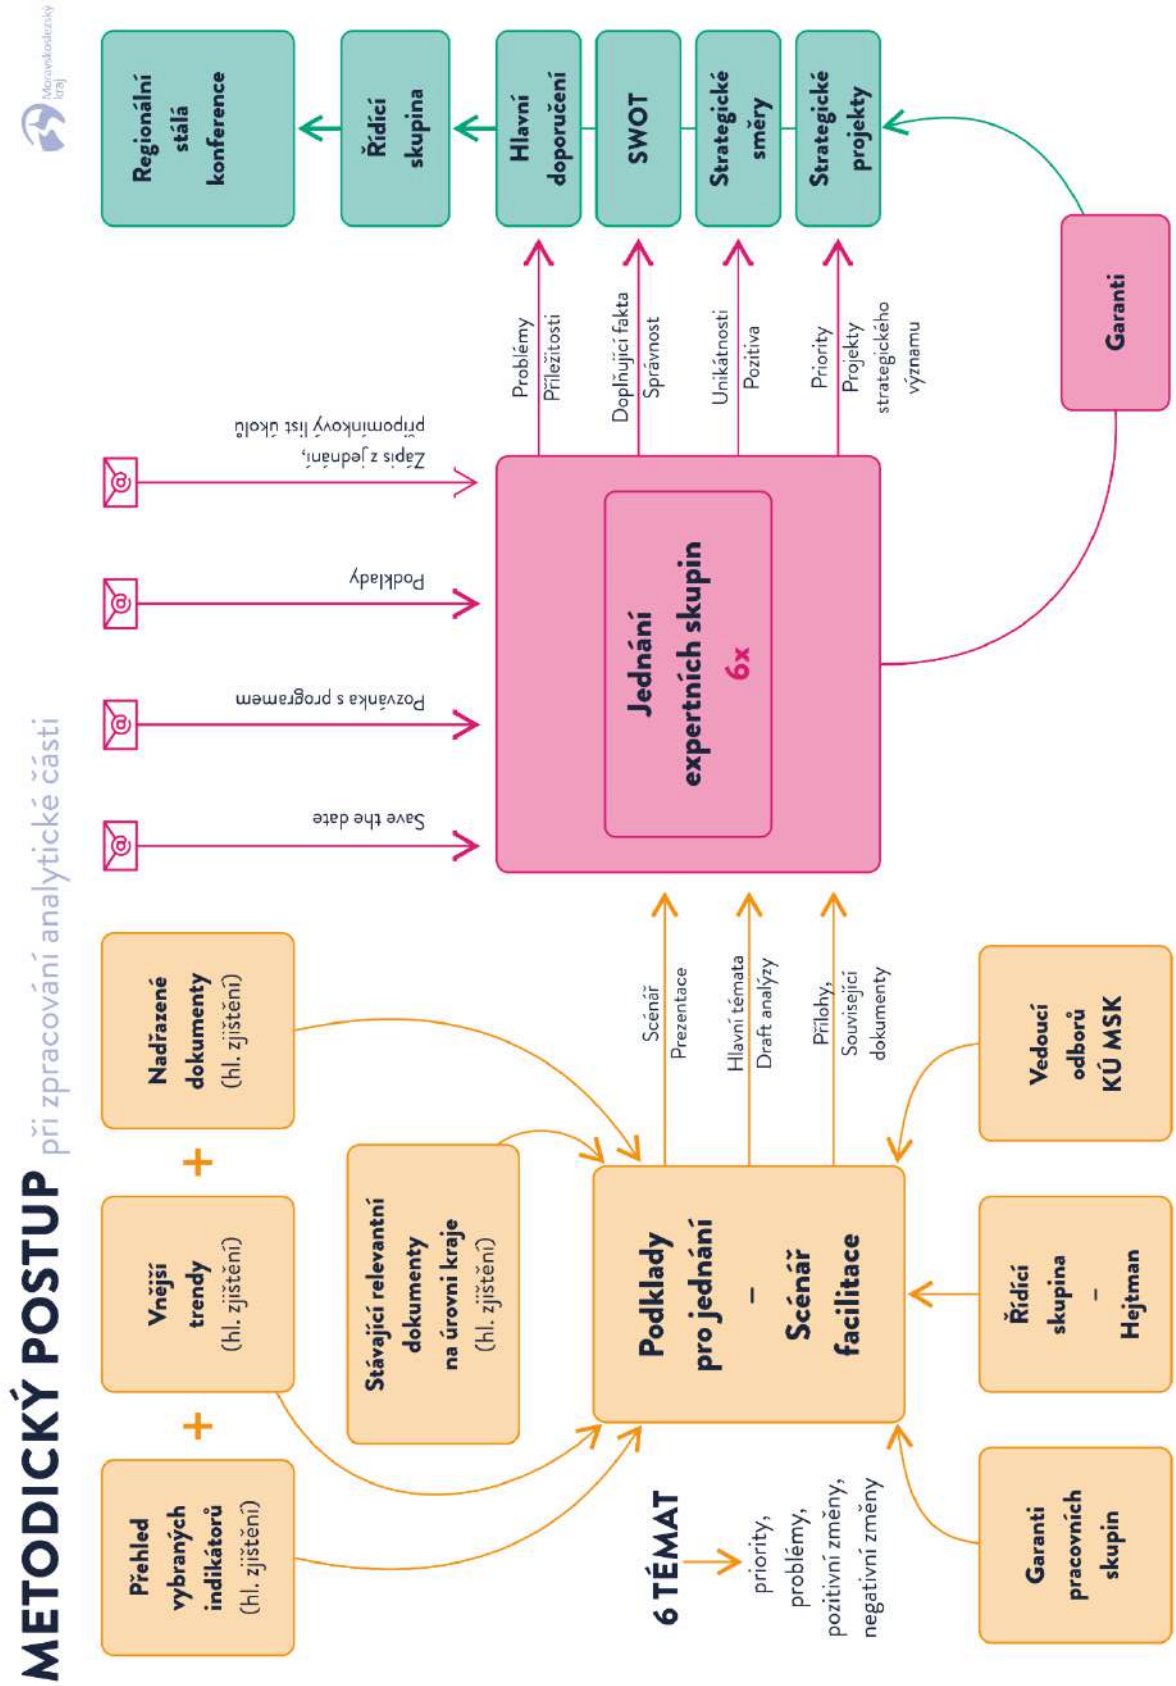 METODICKÝ POSTUP při zpracování analytické části
Moravskoslezský
kraj
Přehled
vybraných
indikátorů
(hl. zjištění)
+
Vnější
trendy
(hl. zjištění)
+
Nadřazené
dokumenty
(hl. zjištění)
Stávající relevantní
dokumenty
na úrovni kraje
(hl. zjištění)
6 TÉMAT
priority,
problémy,
pozitivní změny,
negativní změny
Podklady
pro jednání
–
Scénář
facilitace
Garanti
pracovních
skupin
Řídící
skupina
–
Hejtman
Vedoucí
odborů
KÚ MSK
Scénář
Prezentace
Hlavní témata
Draft analýzy
Přílohy,
Související
dokumenty
@
Save the date
@
Pozvánka s programem
@
Podklady
@
Zápis z jednání,
připomínkový list úkolů
Jednání
expertních skupin
6x
Problémy
Příležitosti
Doplňující fakta
Správnost
Unikátnosti
Pozitiva
Priority
Projekty
strategického
významu
Garanti
Regionální
stálá
konference
Řídící
skupina
Hlavní
doporučení
SWOT
Strategické
směry
Strategické
projekty